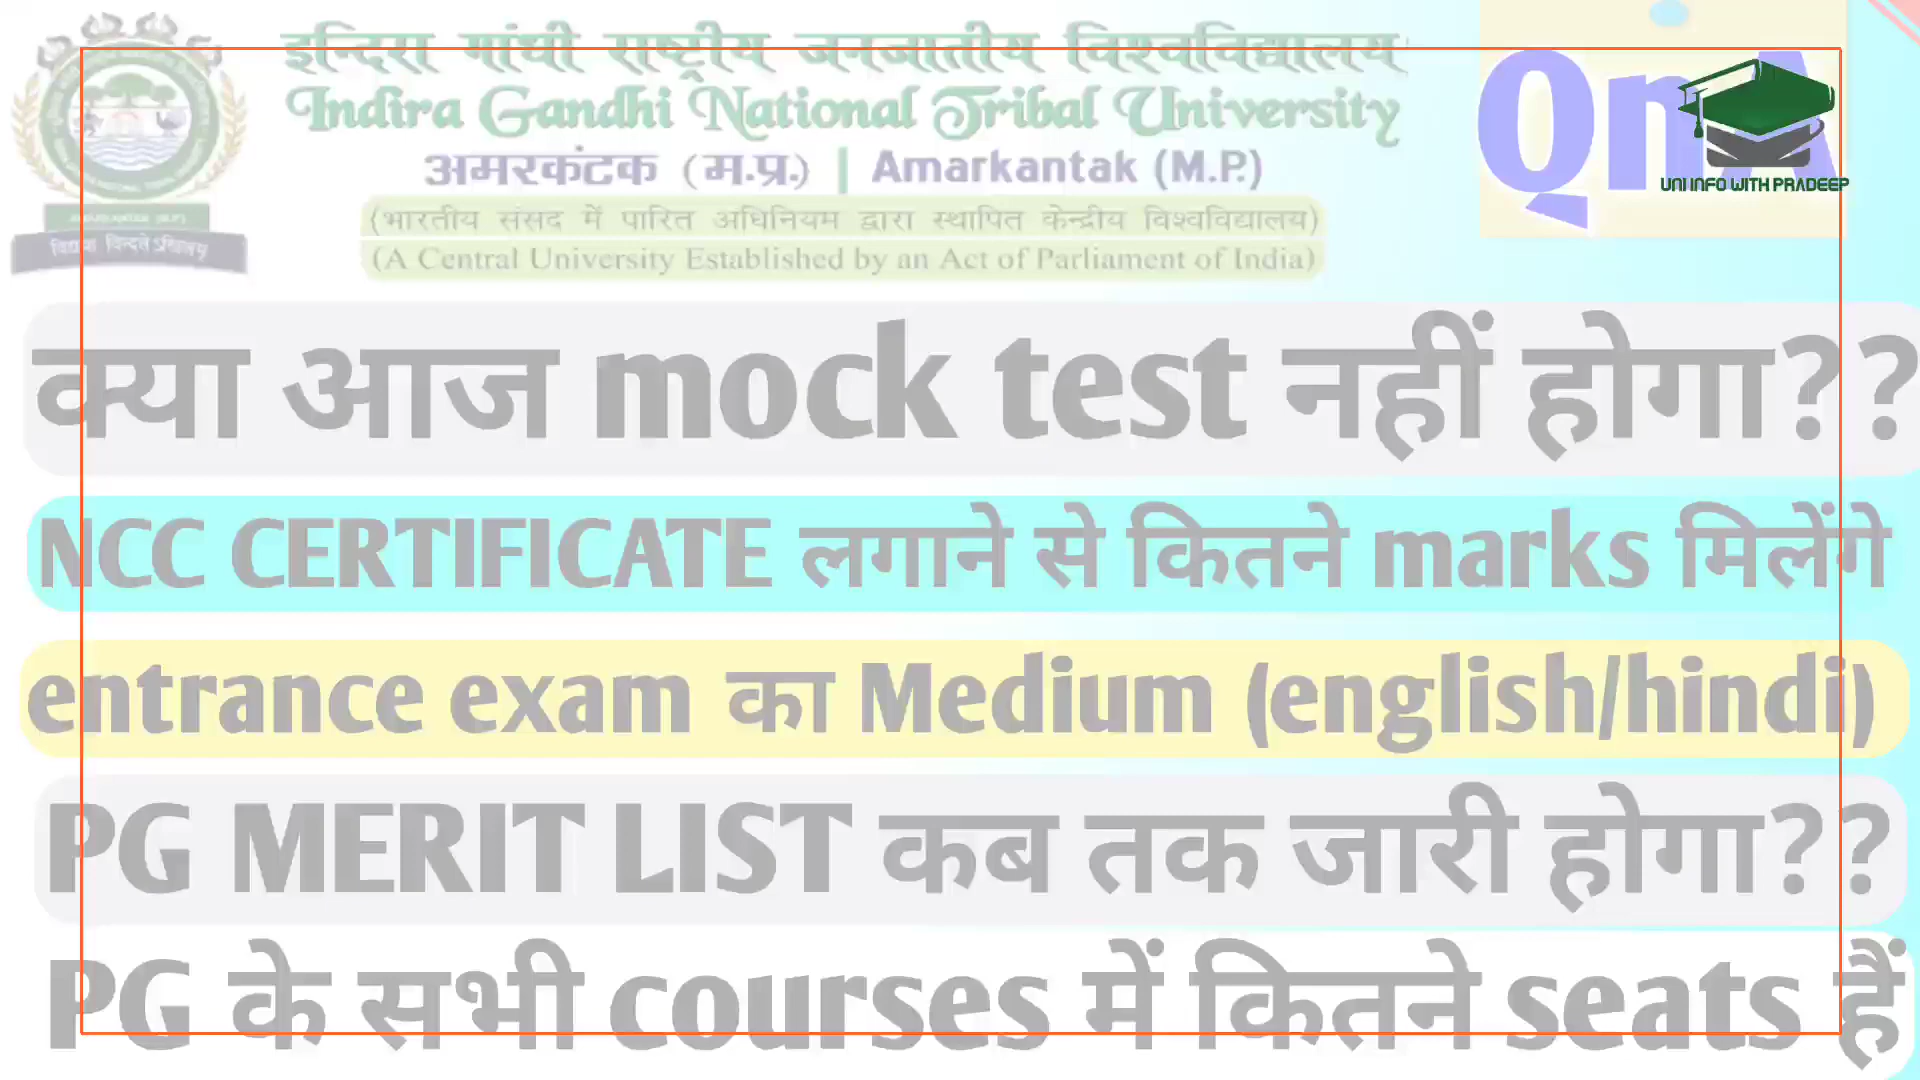 इन्दिरा गांधी राष्ट्रीय जनजातीय विश्वविद्यालय
Indira Gandhi National Tribal University
अमरकंटक (म.प्र.) | Amarkantak (M.P.)
(भारतीय संसद में पारित अधिनियम द्वारा स्थापित केन्द्रीय विश्वविद्यालय)
(A Central University Established by an Act of Parliament of India)
QnA
UNI INFO WITH PRADEEP
क्या आज mock test नहीं होगा??
NCC CERTIFICATE लगाने से कितने marks मिलेंगे
entrance exam का Medium (english/hindi)
PG MERIT LIST कब तक जारी होगा??
PG के सभी courses में कितने seats हैं